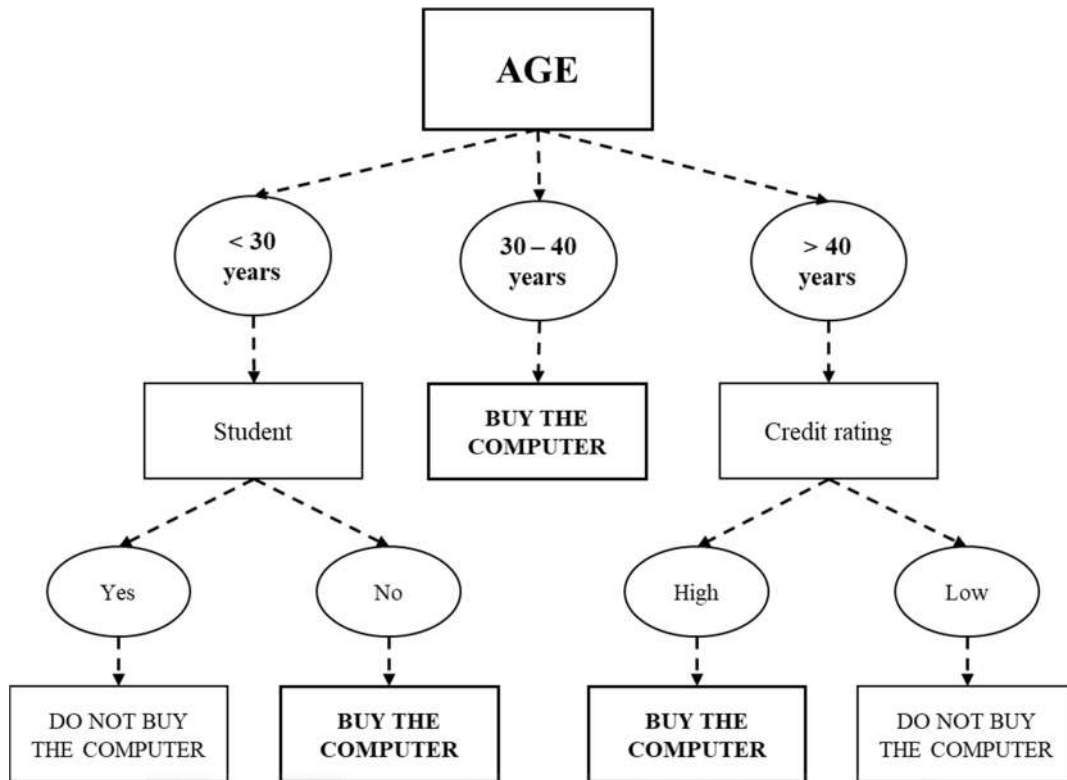 AGE
< 30
years
30 – 40
years
> 40
years
Student
BUY THE
COMPUTER
Credit rating
Yes
No
High
Low
DO NOT BUY
THE COMPUTER
BUY THE
COMPUTER
BUY THE
COMPUTER
DO NOT BUY
THE COMPUTER